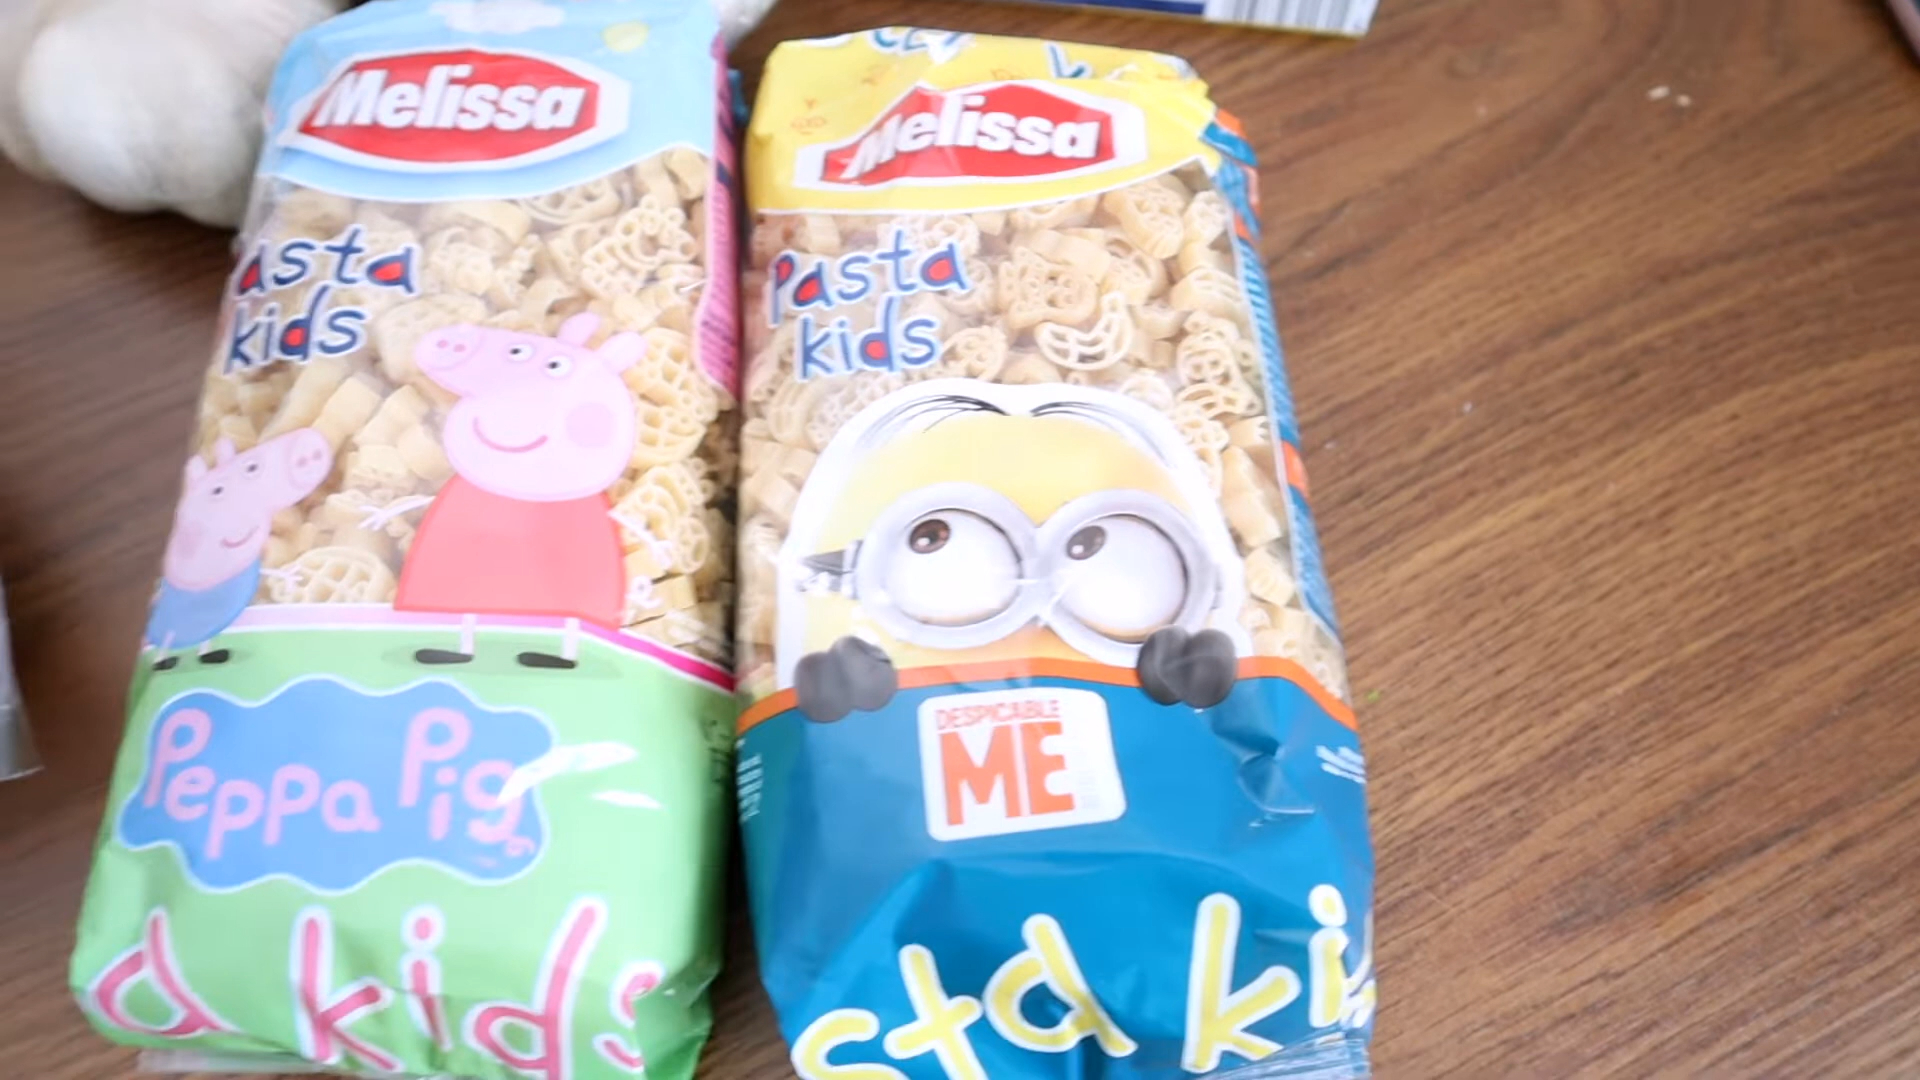 Melissa
asta
kids
Peppa Pig
a kids
Melissa
Pasta
kids
DESPICABLE
ME
sta ki